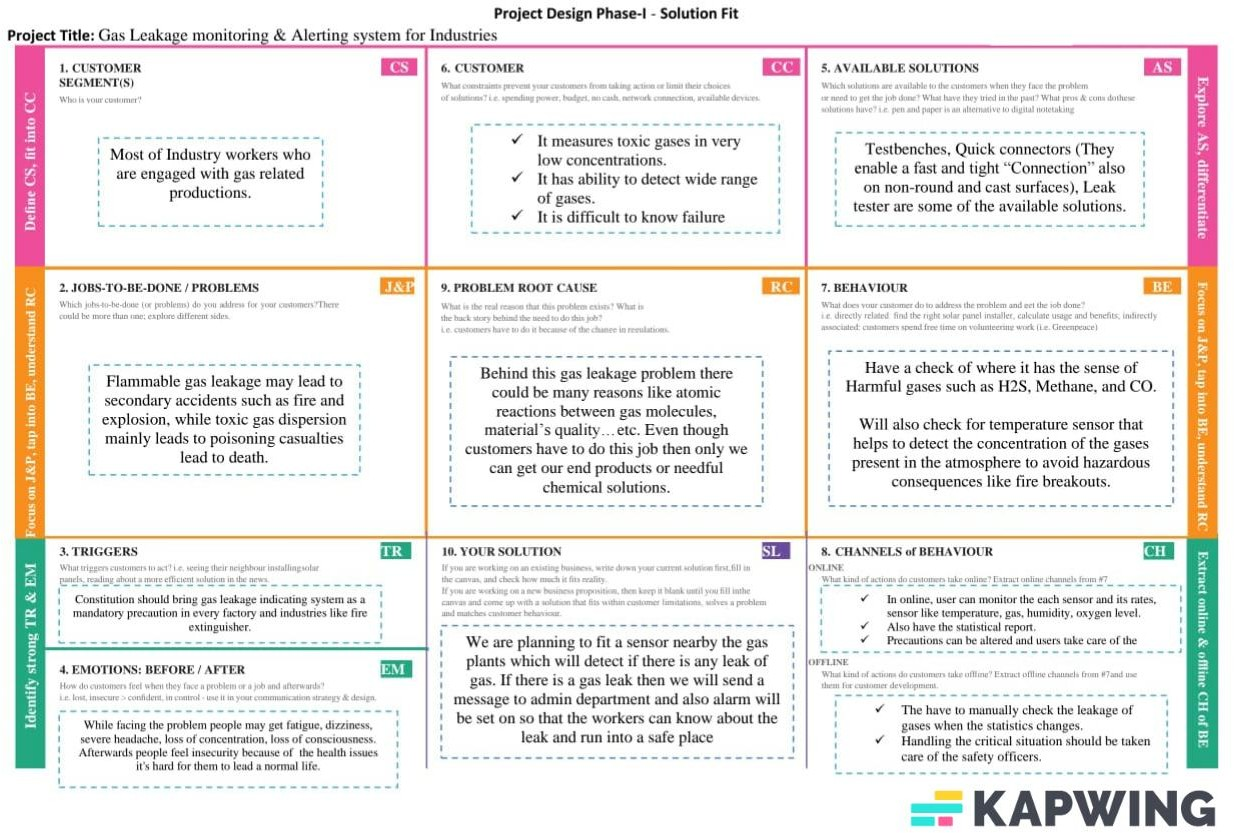 Project Design Phase-I - Solution Fit
Project Title: Gas Leakage monitoring & Alerting system for Industries
Define CS, fit into CC
1. CUSTOMER
SEGMENT(S)
CS
Who is your customer?
Most of Industry workers who
are engaged with gas related
productions.
6. CUSTOMER
CC
What constraints prevent your customers from taking action or limit their choices
of solutions? i.e. spending power, budget, no cash, network connection, available devices.
✓ It measures toxic gases in very
low concentrations.
✓ It has ability to detect wide range
of gases.
✓ It is difficult to know failure
5. AVAILABLE SOLUTIONS
AS
Which solutions are available to the customers when they face the problem
or need to get the job done? What have they tried in the past? What pros & cons dothese
solutions have? i.e. pen and paper is an alternative to digital notetaking
Testbenches, Quick connectors (They
enable a fast and tight “Connection” also
on non-round and cast surfaces), Leak
tester are some of the available solutions.
Explore AS, differentiate
Focus on J&P, tap into BE, understand RC
2. JOBS-TO-BE-DONE / PROBLEMS
J&P
Which jobs-to-be-done (or problems) do you address for your customers?There
could be more than one; explore different sides.
Flammable gas leakage may lead to
secondary accidents such as fire and
explosion, while toxic gas dispersion
mainly leads to poisoning casualties
lead to death.
9. PROBLEM ROOT CAUSE
RC
What is the real reason that this problem exists? What is
the back story behind the need to do this job?
i.e. customers have to do it because of the change in regulations.
Behind this gas leakage problem there
could be many reasons like atomic
reactions between gas molecules,
material’s quality…etc. Even though
customers have to do this job then only we
can get our end products or needful
chemical solutions.
7. BEHAVIOUR
BE
What does your customer do to address the problem and get the job done?
i.e. directly related: find the right solar panel installer, calculate usage and benefits; indirectly
associated: customers spend free time on volunteering work (i.e. Greenpeace)
Have a check of where it has the sense of
Harmful gases such as H2S, Methane, and CO.
Will also check for temperature sensor that
helps to detect the concentration of the gases
present in the atmosphere to avoid hazardous
consequences like fire breakouts.
Focus on J&P, tap into BE, understand RC
Identify strong TR & EM
3. TRIGGERS
TR
What triggers customers to act? i.e. seeing their neighbour installing solar
panels, reading about a more efficient solution in the news.
Constitution should bring gas leakage indicating system as a
mandatory precaution in every factory and industries like fire
extinguisher.
4. EMOTIONS: BEFORE / AFTER
EM
How do customers feel when they face a problem or a job and afterwards?
i.e. lost, insecure > confident, in control - use it in your communication strategy & design.
While facing the problem people may get fatigue, dizziness,
severe headache, loss of concentration, loss of consciousness.
Afterwards people feel insecurity because of the health issues
it's hard for them to lead a normal life.
10. YOUR SOLUTION
SL
If you are working on an existing business, write down your current solution first, fill in
the canvas, and check how much it fits reality.
If you are working on a new business proposition, then keep it blank until you fill inthe
canvas and come up with a solution that fits within customer limitations, solves a problem
and matches customer behaviour.
We are planning to fit a sensor nearby the gas
plants which will detect if there is any leak of
gas. If there is a gas leak then we will send a
message to admin department and also alarm will
be set on so that the workers can know about the
leak and run into a safe place
8. CHANNELS of BEHAVIOUR
CH
ONLINE
What kind of actions do customers take online? Extract online channels from #7
✓ In online, user can monitor the each sensor and its rates,
sensor like temperature, gas, humidity, oxygen level.
✓ Also have the statistical report.
✓ Precautions can be altered and users take care of the
OFFLINE
What kind of actions do customers take offline? Extract offline channels from #7and use
them for customer development.
✓ The have to manually check the leakage of
gases when the statistics changes.
✓ Handling the critical situation should be taken
care of the safety officers.
Extract online & offline CH of BE
KAPWING